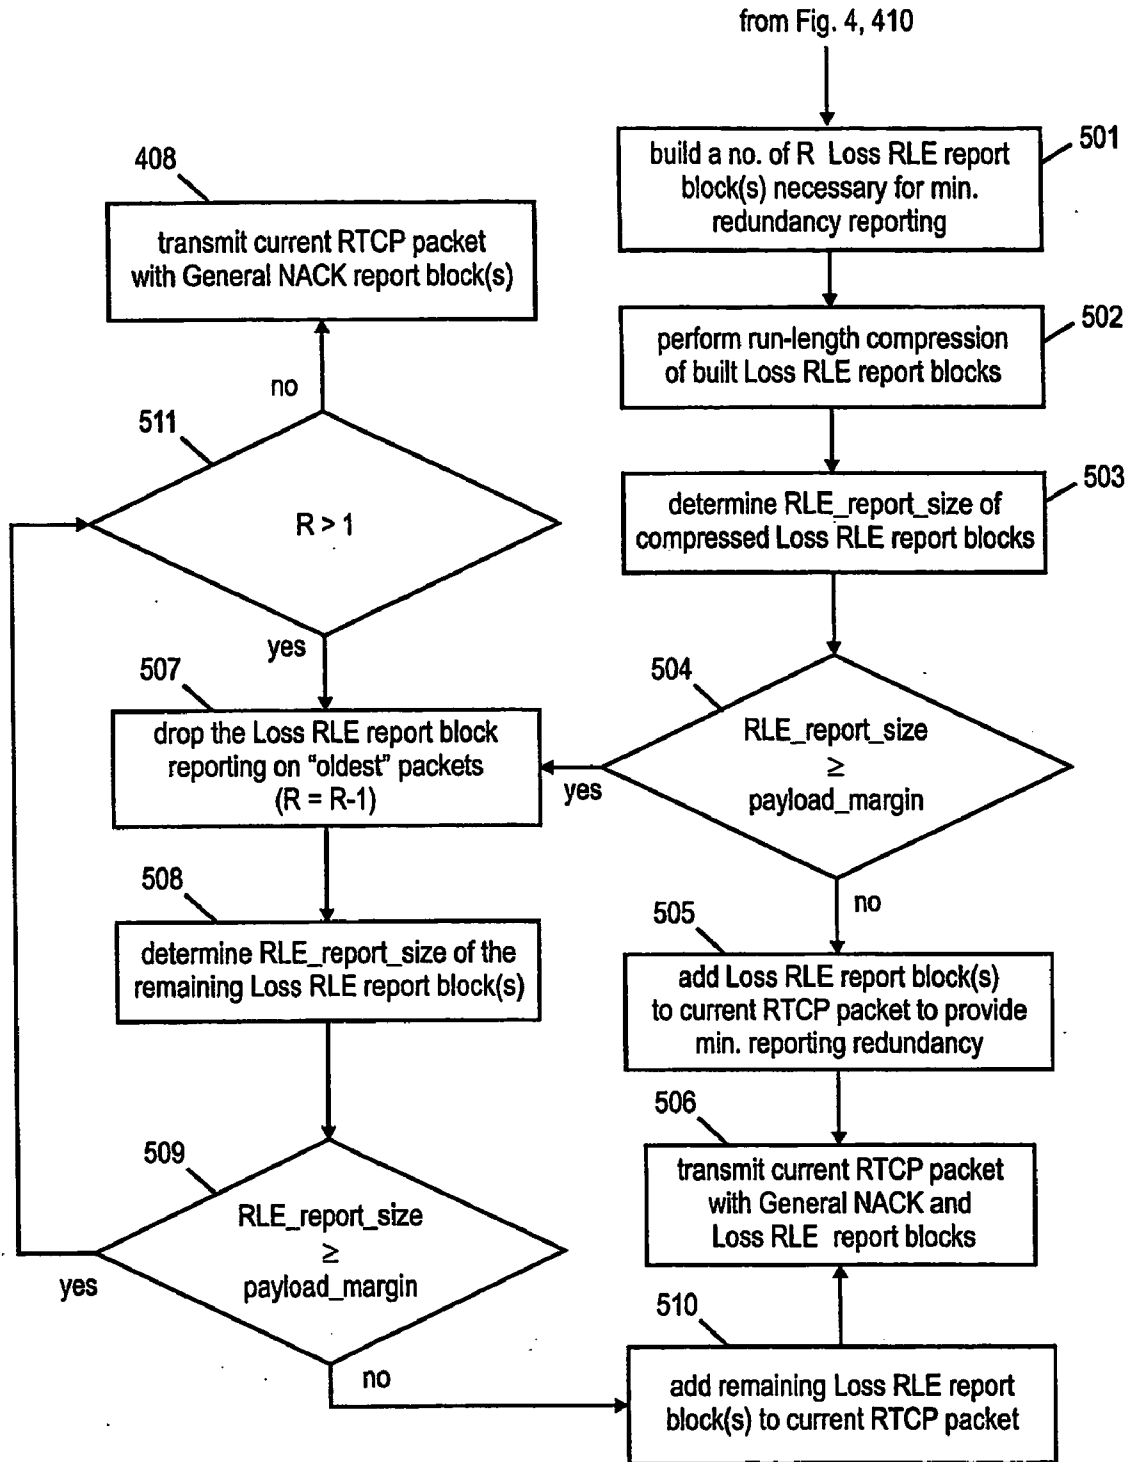 from Fig. 4, 410
501
build a no. of R Loss RLE report
block(s) necessary for min.
redundancy reporting
502
perform run-length compression
of built Loss RLE report blocks
503
determine RLE_report_size of
compressed Loss RLE report blocks
504
RLE_report_size
≥
payload_margin
yes
no
505
add Loss RLE report block(s)
to current RTCP packet to provide
min. reporting redundancy
506
transmit current RTCP packet
with General NACK and
Loss RLE report blocks
408
transmit current RTCP packet
with General NACK report block(s)
no
511
R > 1
yes
507
drop the Loss RLE report block
reporting on "oldest" packets
(R = R-1)
508
determine RLE_report_size of the
remaining Loss RLE report block(s)
509
RLE_report_size
≥
payload_margin
yes
no
510
add remaining Loss RLE report
block(s) to current RTCP packet